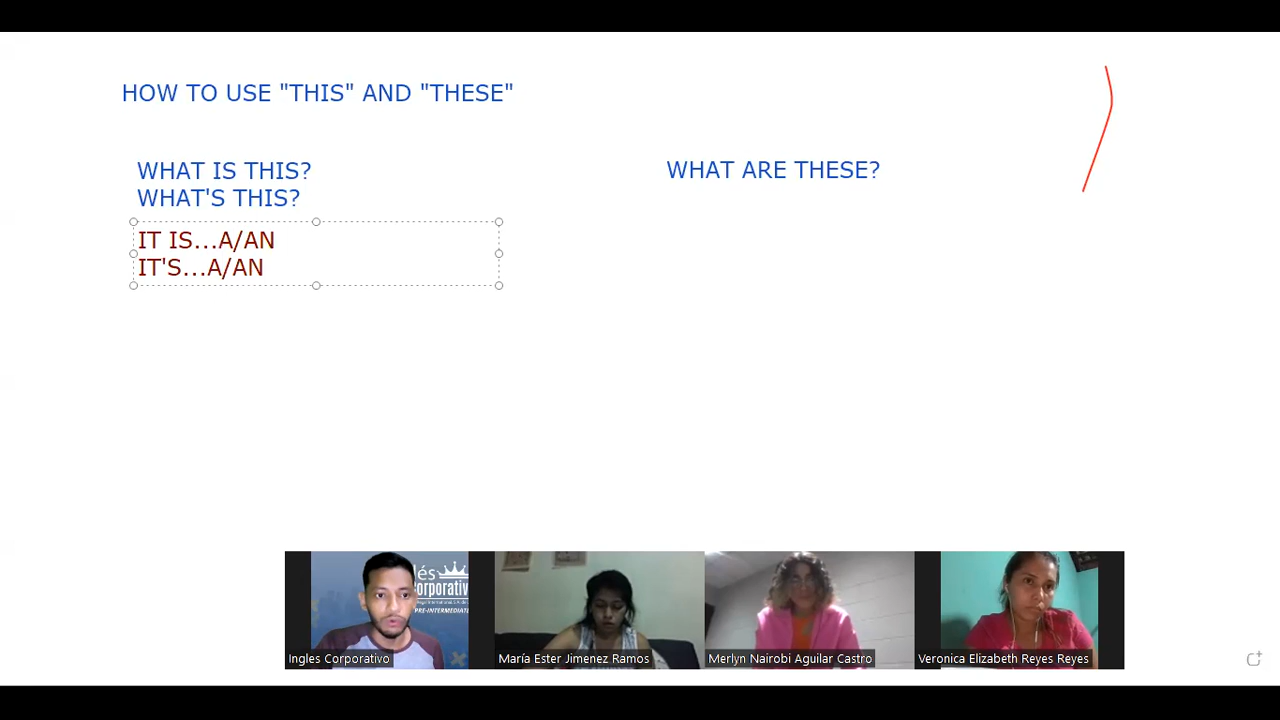 HOW TO USE "THIS" AND "THESE"
WHAT IS THIS?
WHAT'S THIS?
WHAT ARE THESE?
IT IS...A/AN
IT'S...A/AN
Ingles Corporativo
María Ester Jimenez Ramos
Merlyn Nairobi Aguilar Castro
Veronica Elizabeth Reyes Reyes